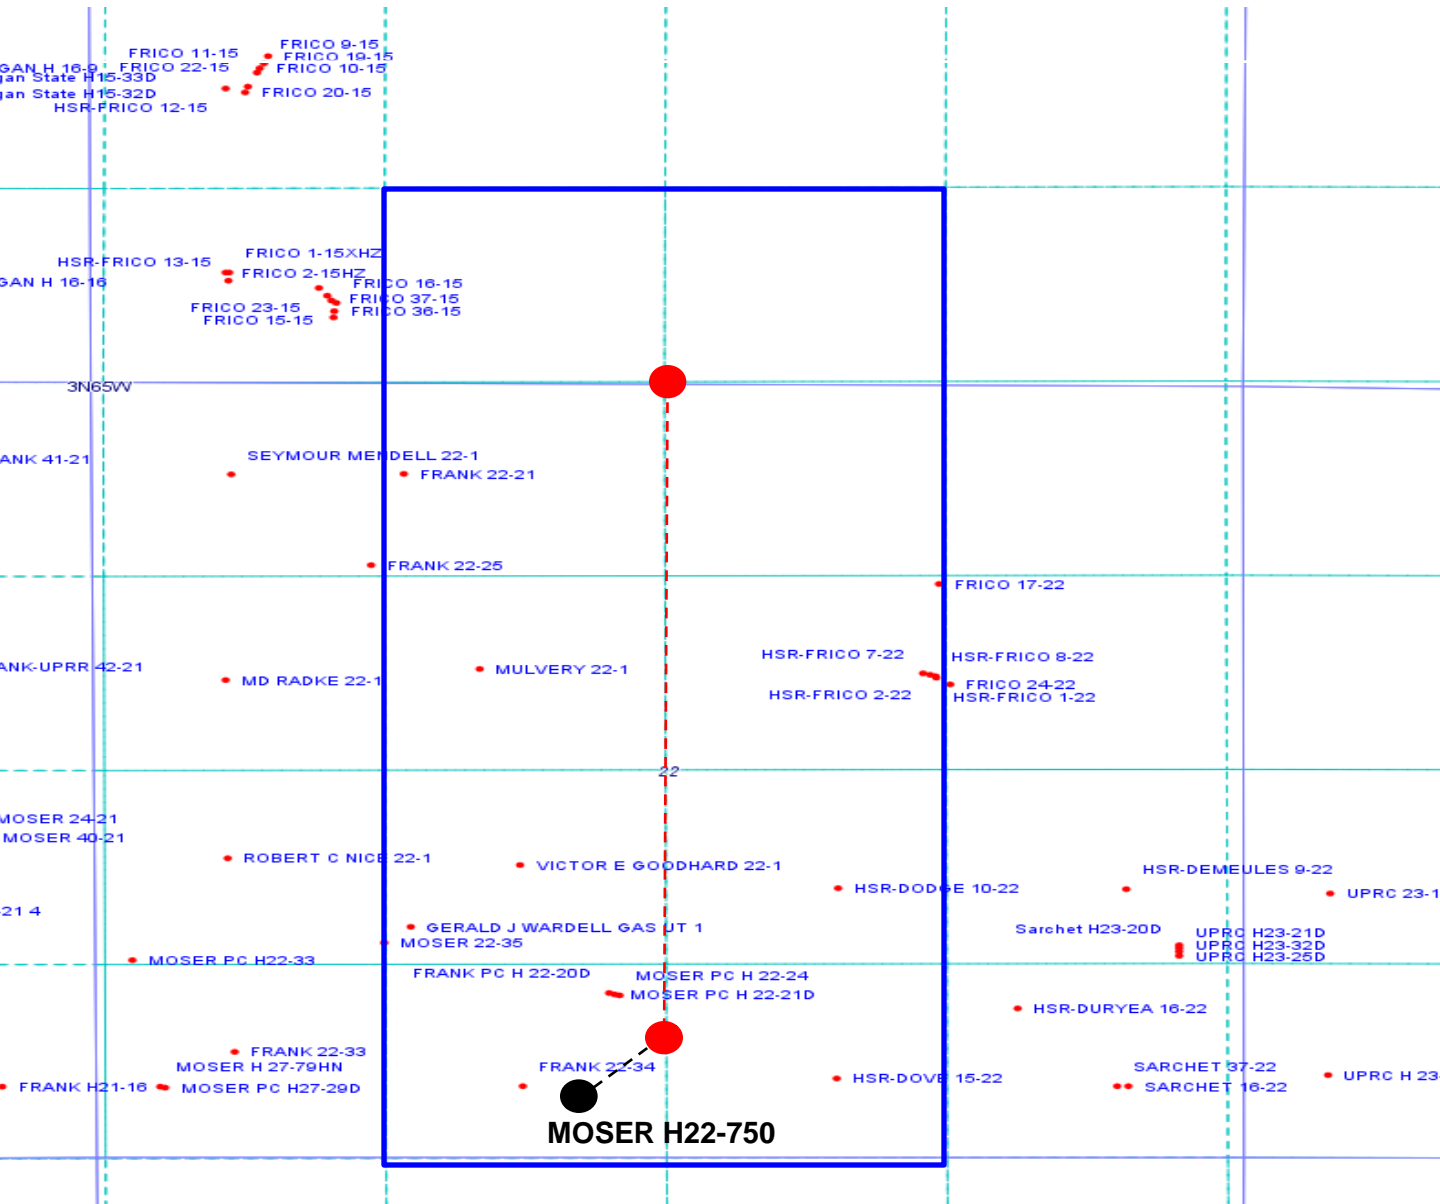 FRICO 9-15
FRICO 11-15
FRICO 19-15
GAN H 16-9
FRICO 22-15
FRICO 10-15
gan State H15-33D
gan State H15-32D
FRICO 20-15
HSR-FRICO 12-15
FRICO 1-15XHZ
HSR-FRICO 13-15
FRICO 2-15HZ
GAN H 16-16
FRICO 16-15
FRICO 37-15
FRICO 23-15
FRICO 36-15
FRICO 15-15
3N65W
SEYMOUR MENDELL 22-1
ANK 41-21
FRANK 22-21
FRANK 22-25
FRICO 17-22
HSR-FRICO 7-22
HSR-FRICO 8-22
ANK-UPRR 42-21
MULVERY 22-1
MD RADKE 22-1
FRICO 24-22
HSR-FRICO 2-22
HSR-FRICO 1-22
22
MOSER 24-21
MOSER 40-21
ROBERT C NICE 22-1
VICTOR E GOODHARD 22-1
HSR-DEMEULES 9-22
HSR-DODGE 10-22
UPRC 23-1
-21 4
GERALD J WARDELL GAS UT 1
Sarchet H23-20D
UPRC H23-21D
MOSER 22-35
UPRC H23-32D
UPRC H23-25D
MOSER PC H22-33
FRANK PC H 22-20D
MOSER PC H 22-24
MOSER PC H 22-21D
HSR-DURYEA 16-22
FRANK 22-33
MOSER H 27-79HN
FRANK 22-34
SARCHET 37-22
HSR-DOVE 15-22
UPRC H 23-
FRANK H21-16
MOSER PC H27-29D
SARCHET 16-22
MOSER H22-750